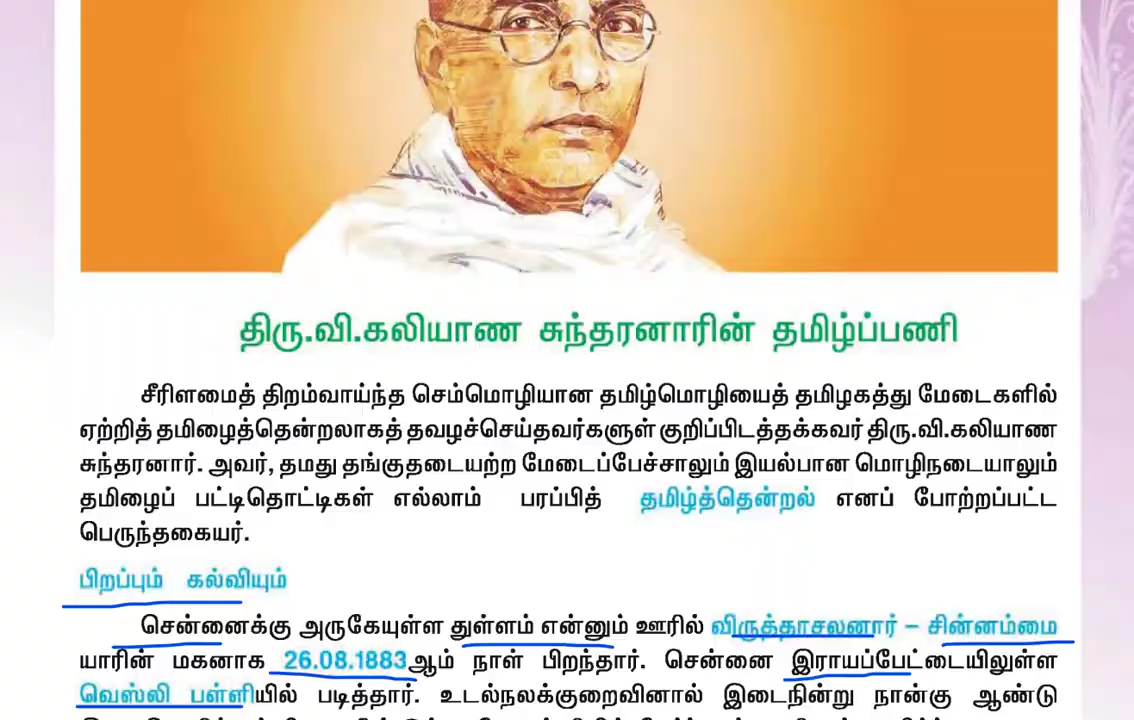 திரு.வி.கலியாண சுந்தரனாரின் தமிழ்ப்பணி
சீரிளமைத் திறம்வாய்ந்த செம்மொழியான தமிழ்மொழியைத் தமிழகத்து மேடைகளில்
ஏற்றித் தமிழைத்தென்றலாகத் தவழச்செய்தவர்களுள் குறிப்பிடத்தக்கவர் திரு.வி.கலியாண
சுந்தரனார். அவர், தமது தங்குதடையற்ற மேடைப்பேச்சாலும் இயல்பான மொழிநடையாலும்
தமிழைப் பட்டிதொட்டிகள் எல்லாம் பரப்பித் தமிழ்த்தென்றல் எனப் போற்றப்பட்ட
பெருந்தகையர்.
பிறப்பும் கல்வியும்
சென்னைக்கு அருகேயுள்ள துள்ளம் என்னும் ஊரில் விருத்தாசலனார் – சின்னம்மை
யாரின் மகனாக 26.08.1883ஆம் நாள் பிறந்தார். சென்னை இராயப்பேட்டையிலுள்ள
வெஸ்லி பள்ளியில் படித்தார். உடல்நலக்குறைவினால் இடைநின்று நான்கு ஆண்டு